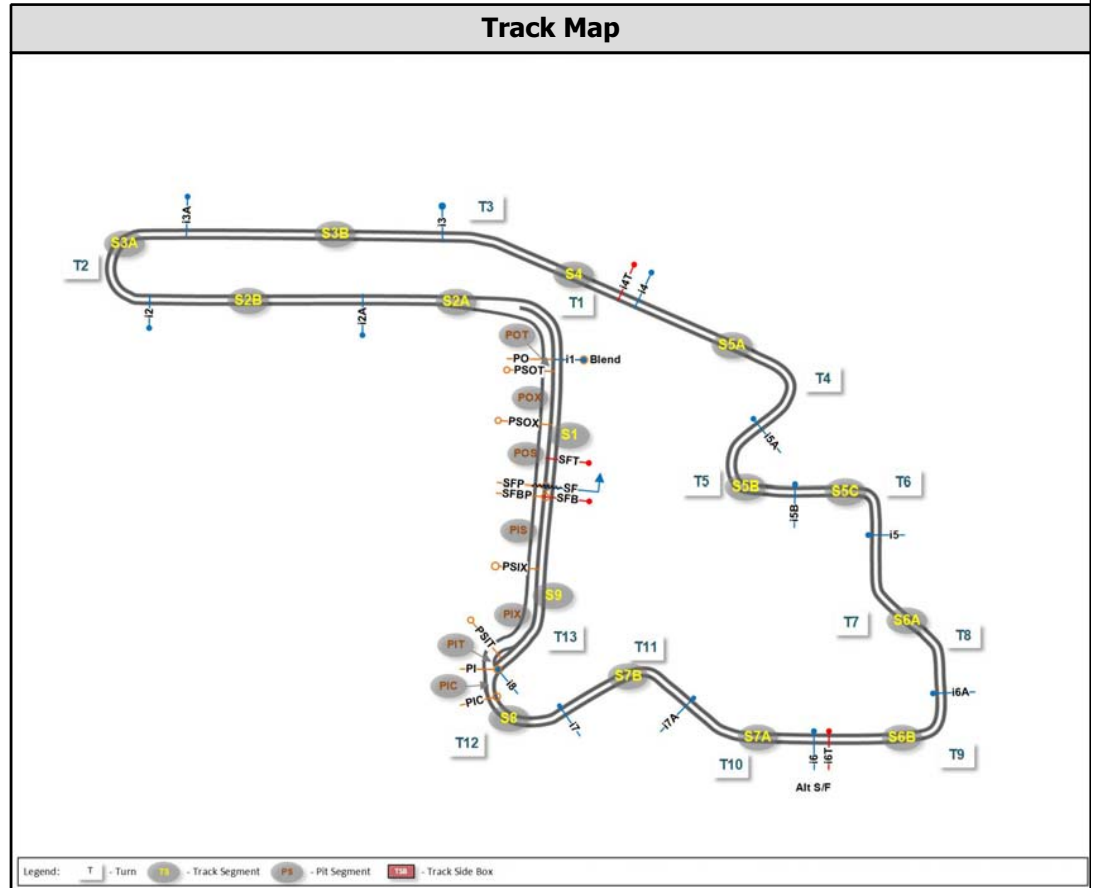 Track Map
i3A
S3B
i3
T3
S3A
T2
S4
i4T
i4
T1
i2
S2B
i2A
S2A
POT
PO
i1
Blend
PSOT
S5A
T4
POX
PSOX
S1
i5A
POS
SFT
SFP
SF
SFBP
SFB
T5
S5B
i5B
S5C
T6
PIS
i5
PSIX
S9
PIX
PSIT
T13
T7
S6A
T8
PIT
PI
i8
T11
S7B
PIC
PIC
i7
i7A
i6A
S8
T12
S7A
T10
i6
i6T
S6B
T9
Alt S/F
Legend: T - Turn TS - Track Segment PS - Pit Segment TSB - Track Side Box